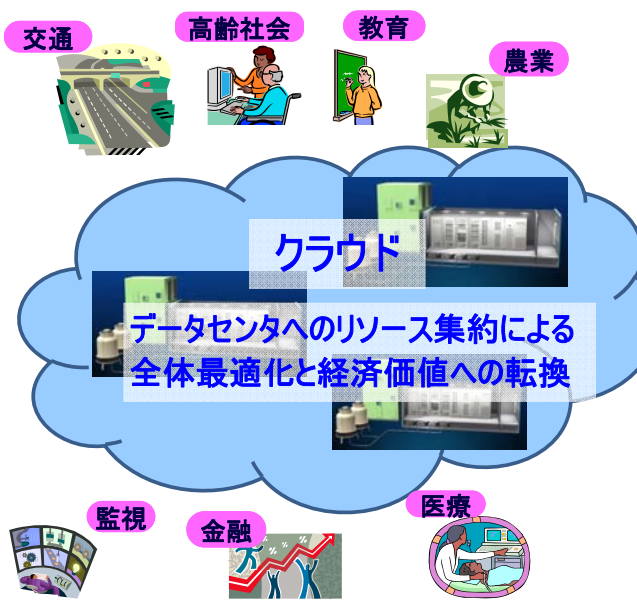 交通
高齢社会
教育
農業
クラウド
データセンタへのリソース集約による
全体最適化と経済価値への転換
監視
金融
医療